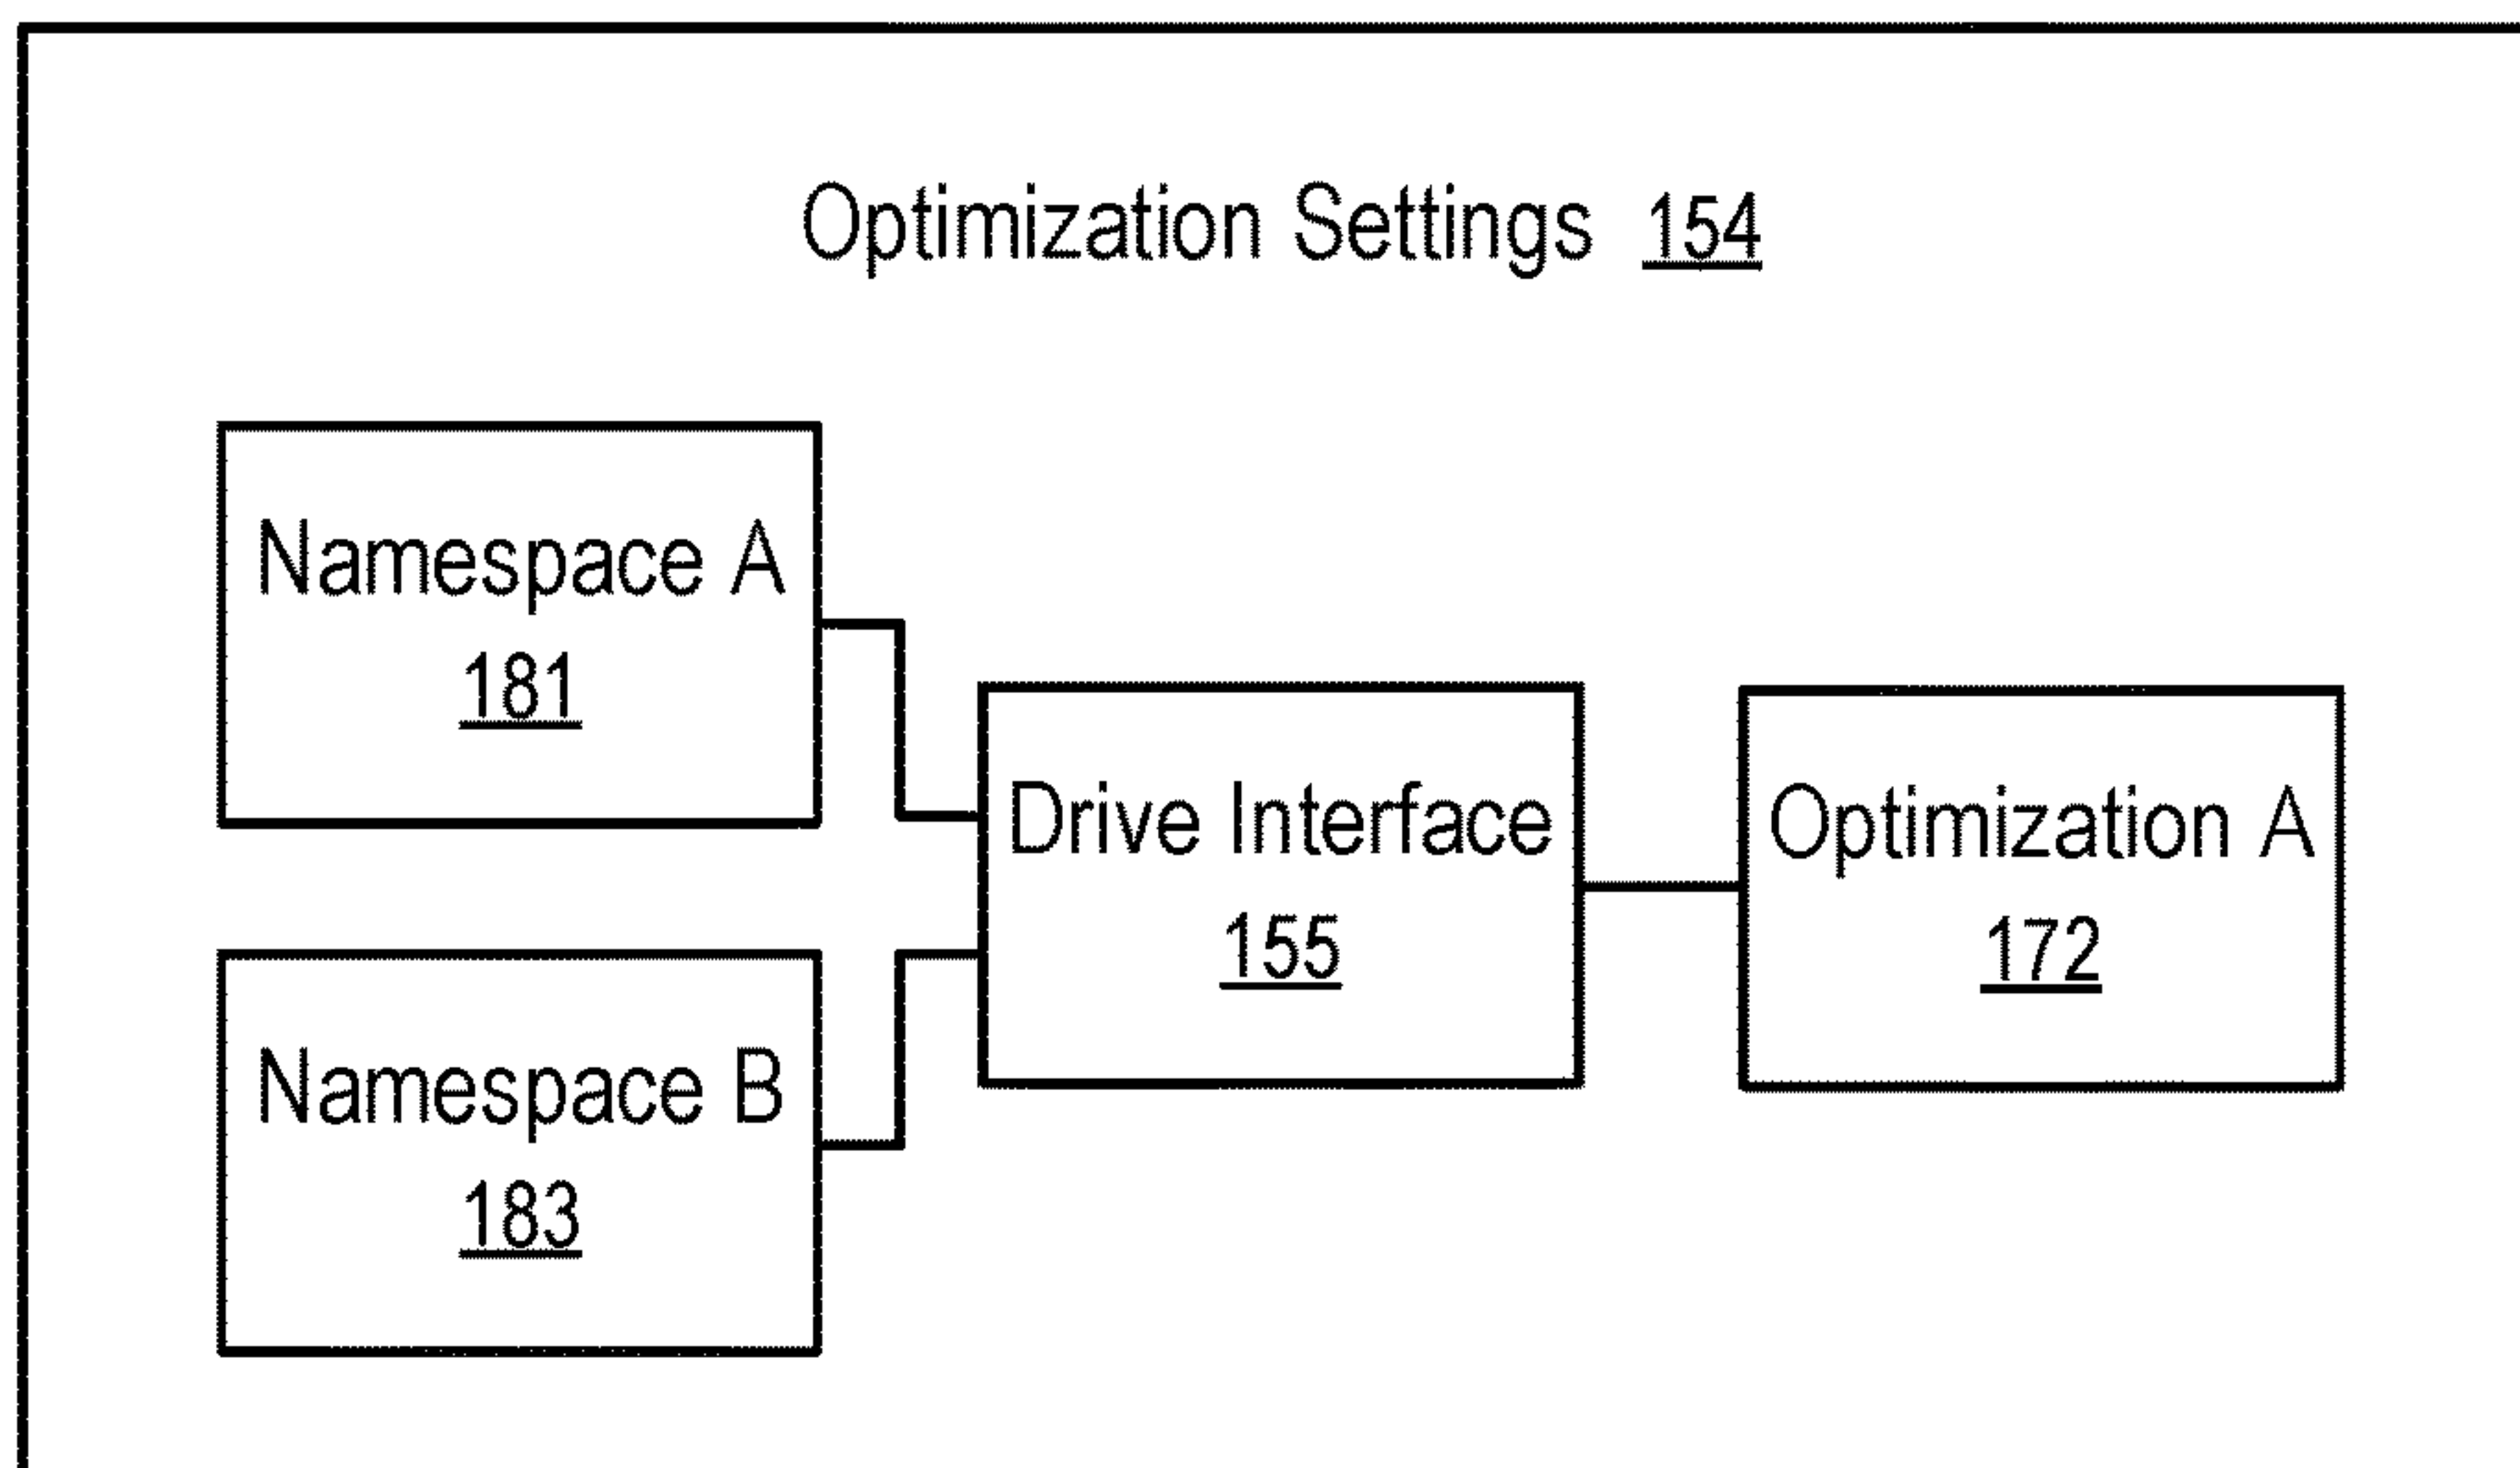 Optimization Settings 154
Namespace A
181
Drive Interface
155
Optimization A
172
Namespace B
183